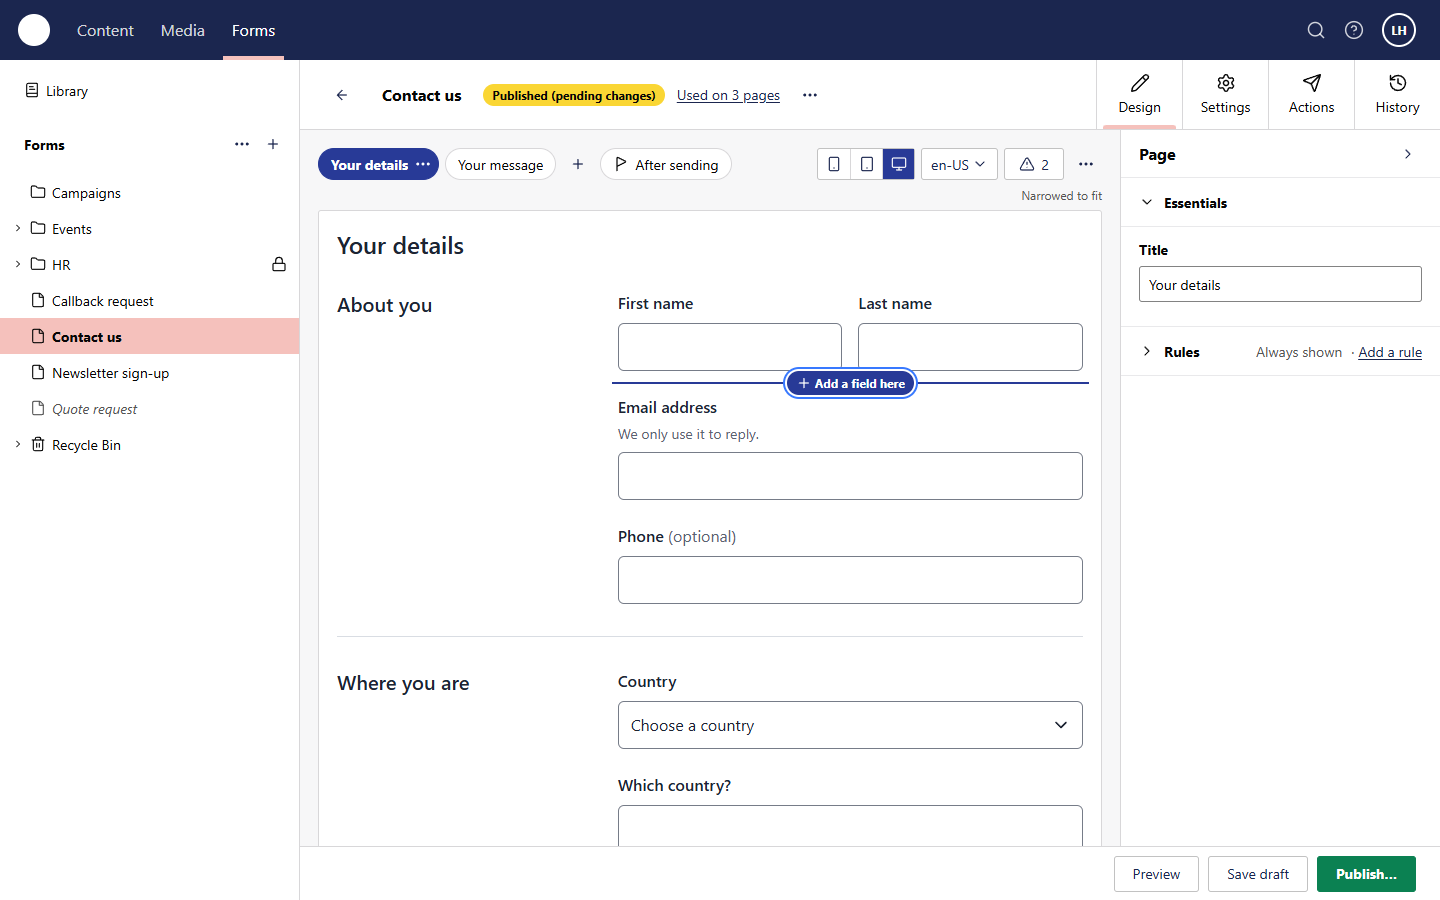 Content Media Forms LH
Library
Forms
Campaigns
Events
HR
Callback request
Contact us
Newsletter sign-up
Quote request
Recycle Bin
Contact us Published (pending changes) Used on 3 pages
Design Settings Actions History
Your details Your message After sending en-US 2
Narrowed to fit
Your details
About you
First name Last name
Add a field here
Email address
We only use it to reply.
Phone (optional)
Where you are
Country
Choose a country
Which country?
Page
Essentials
Title
Your details
Rules Always shown · Add a rule
Preview Save draft Publish...